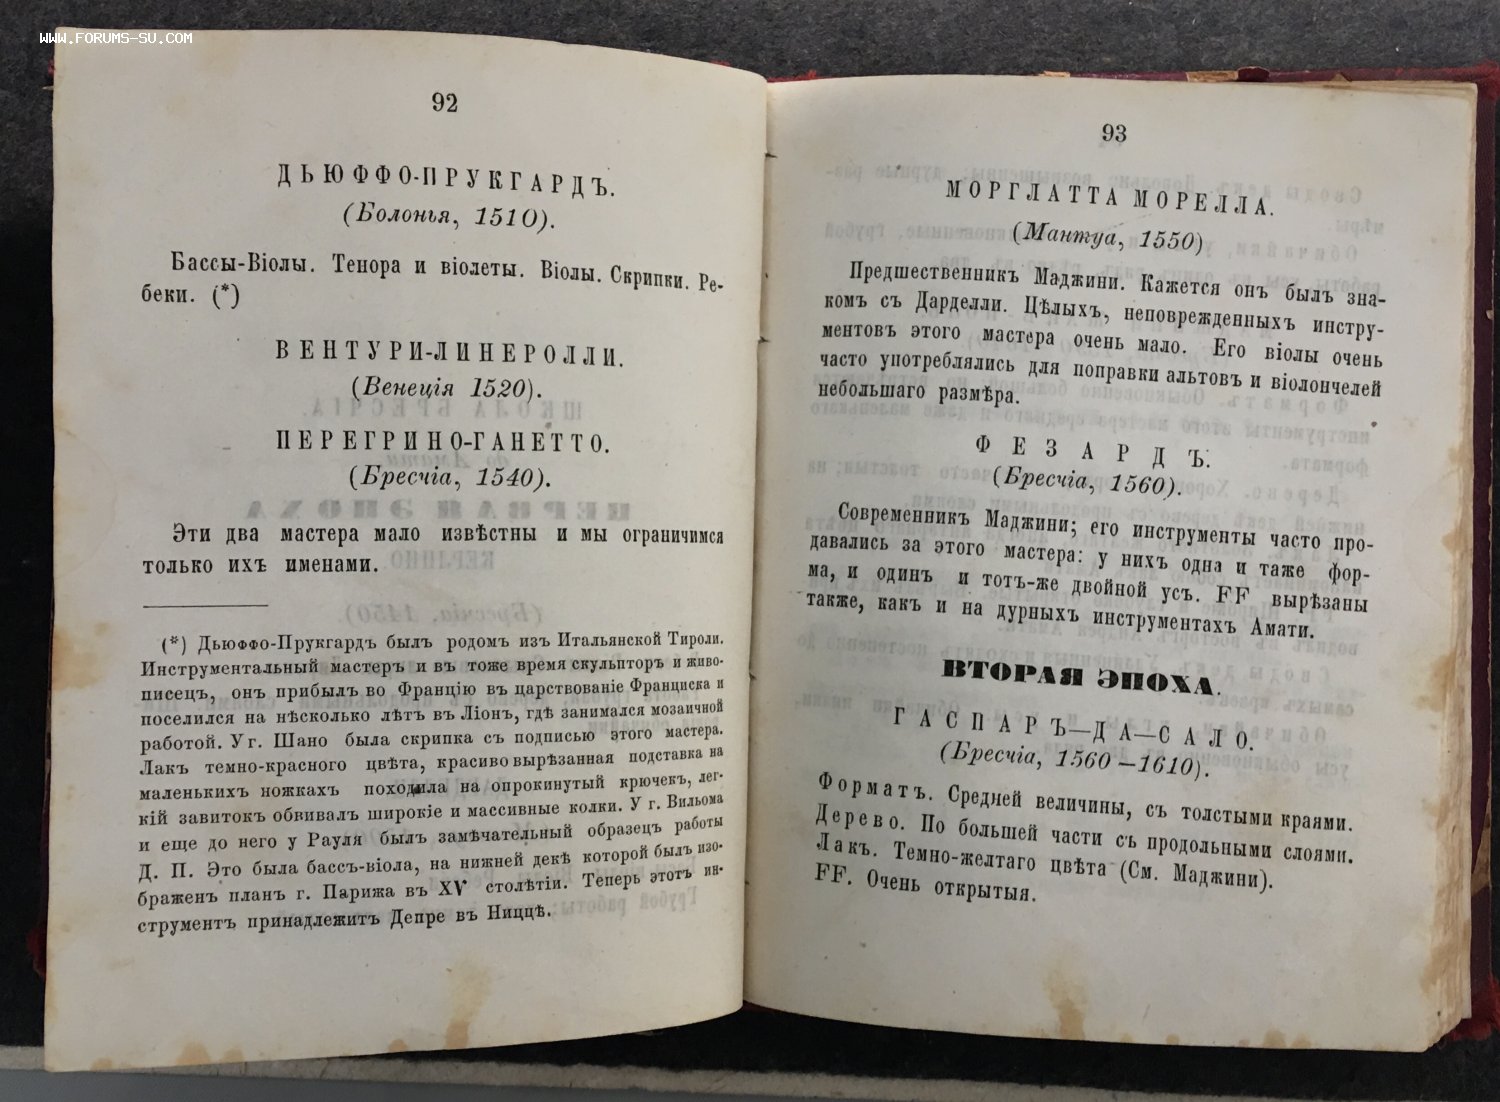 WWW.FORUMS-SU.COM
92
ДЬЮФФО-ПРУКГАРДЪ.
(Болонья, 1510).
Бассы-Віолы. Тенора и віолеты. Віолы. Скрипки. Ре-
беки. (*)
ВЕНТУРИ-ЛИНЕРОЛЛИ.
(Венеція 1520).
ПЕРЕГРИНО-ГАНЕТТО.
(Бресчіа, 1540).
Эти два мастера мало извѣстны и мы ограничимся
только ихъ именами.
(*) Дьюффо-Прукгардъ былъ родомъ изъ Итальянской Тироли.
Инструментальный мастеръ и въ тоже время скульпторъ и живо-
писецъ, онъ прибылъ во Францію въ царствованіе Франциска и
поселился на нѣсколько лѣтъ въ Ліонъ, гдѣ занимался мозаичной
работой. У г. Шано была скрипка съ подписью этого мастера.
Лакъ темно-красного цвѣта, красиво вырѣзанная подставка на
маленькихъ ножкахъ походила на опрокинутый крючекъ, лег-
кій завитокъ обвивалъ широкіе и массивные колки. У г. Вильома
и еще до него у Рауля былъ замѣчательный образецъ работы
Д. П. Это была бассъ-віола, на нижней декѣ которой былъ изо-
браженъ планъ г. Парижа въ XV столѣтіи. Теперь этотъ ин-
струментъ принадлежитъ Депре въ Ниццѣ.
93
МОРГЛАТТА МОРЕЛЛА.
(Мантуа, 1550)
Предшественникъ Маджини. Кажется онъ былъ зна-
комъ съ Дарделли. Цѣлыхъ, неповрежденныхъ инстру-
ментовъ этого мастера очень мало. Его віолы очень
часто употреблялись для поправки альтовъ и віолончелей
небольшаго размѣра.
ФЕЗАРДЪ.
(Бресчіа, 1560).
Современникъ Маджини; его инструменты часто про-
давались за этого мастера: у нихъ одна и таже фор-
ма, и одинъ и тотъ-же двойной усъ. FF вырѣзаны
также, какъ и на дурныхъ инструментахъ Амати.
ВТОРАЯ ЭПОХА.
ГАСПАРЪ—ДА—САЛО.
(Бресчіа, 1560—1610).
Форматъ. Средней величины, съ толстыми краями.
Дерево. По большей части съ продольными слоями.
Лакъ. Темно-желтаго цвѣта (См. Маджини).
FF. Очень открытыя.